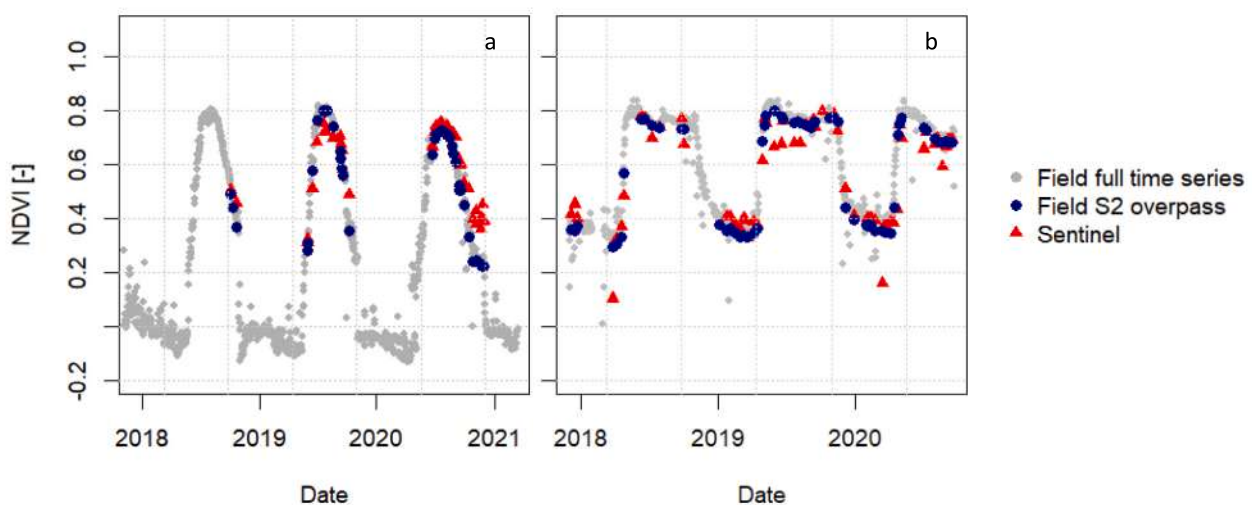 a
b
NDVI [-]
1.0
0.8
0.6
0.4
0.2
-0.2
2018 2019 2020 2021
2018 2019 2020
Date
Date
Field full time series
Field S2 overpass
Sentinel